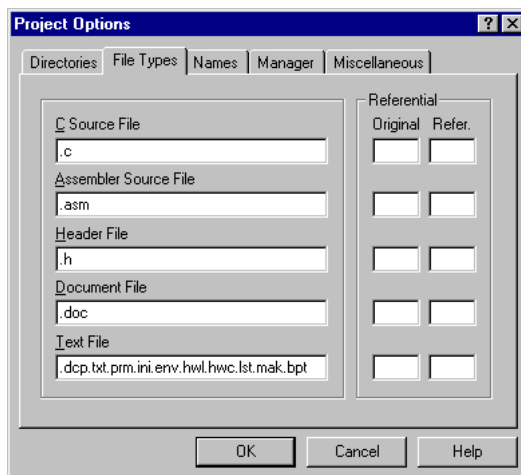 Project Options
Directories File Types Names Manager Miscellaneous
Referential
C Source File Original Refer.
.c
Assembler Source File
.asm
Header File
.h
Document File
.doc
Text File
.dcp.txt.prm.ini.env.hwl.hwc.lst.mak.bpt
OK Cancel Help